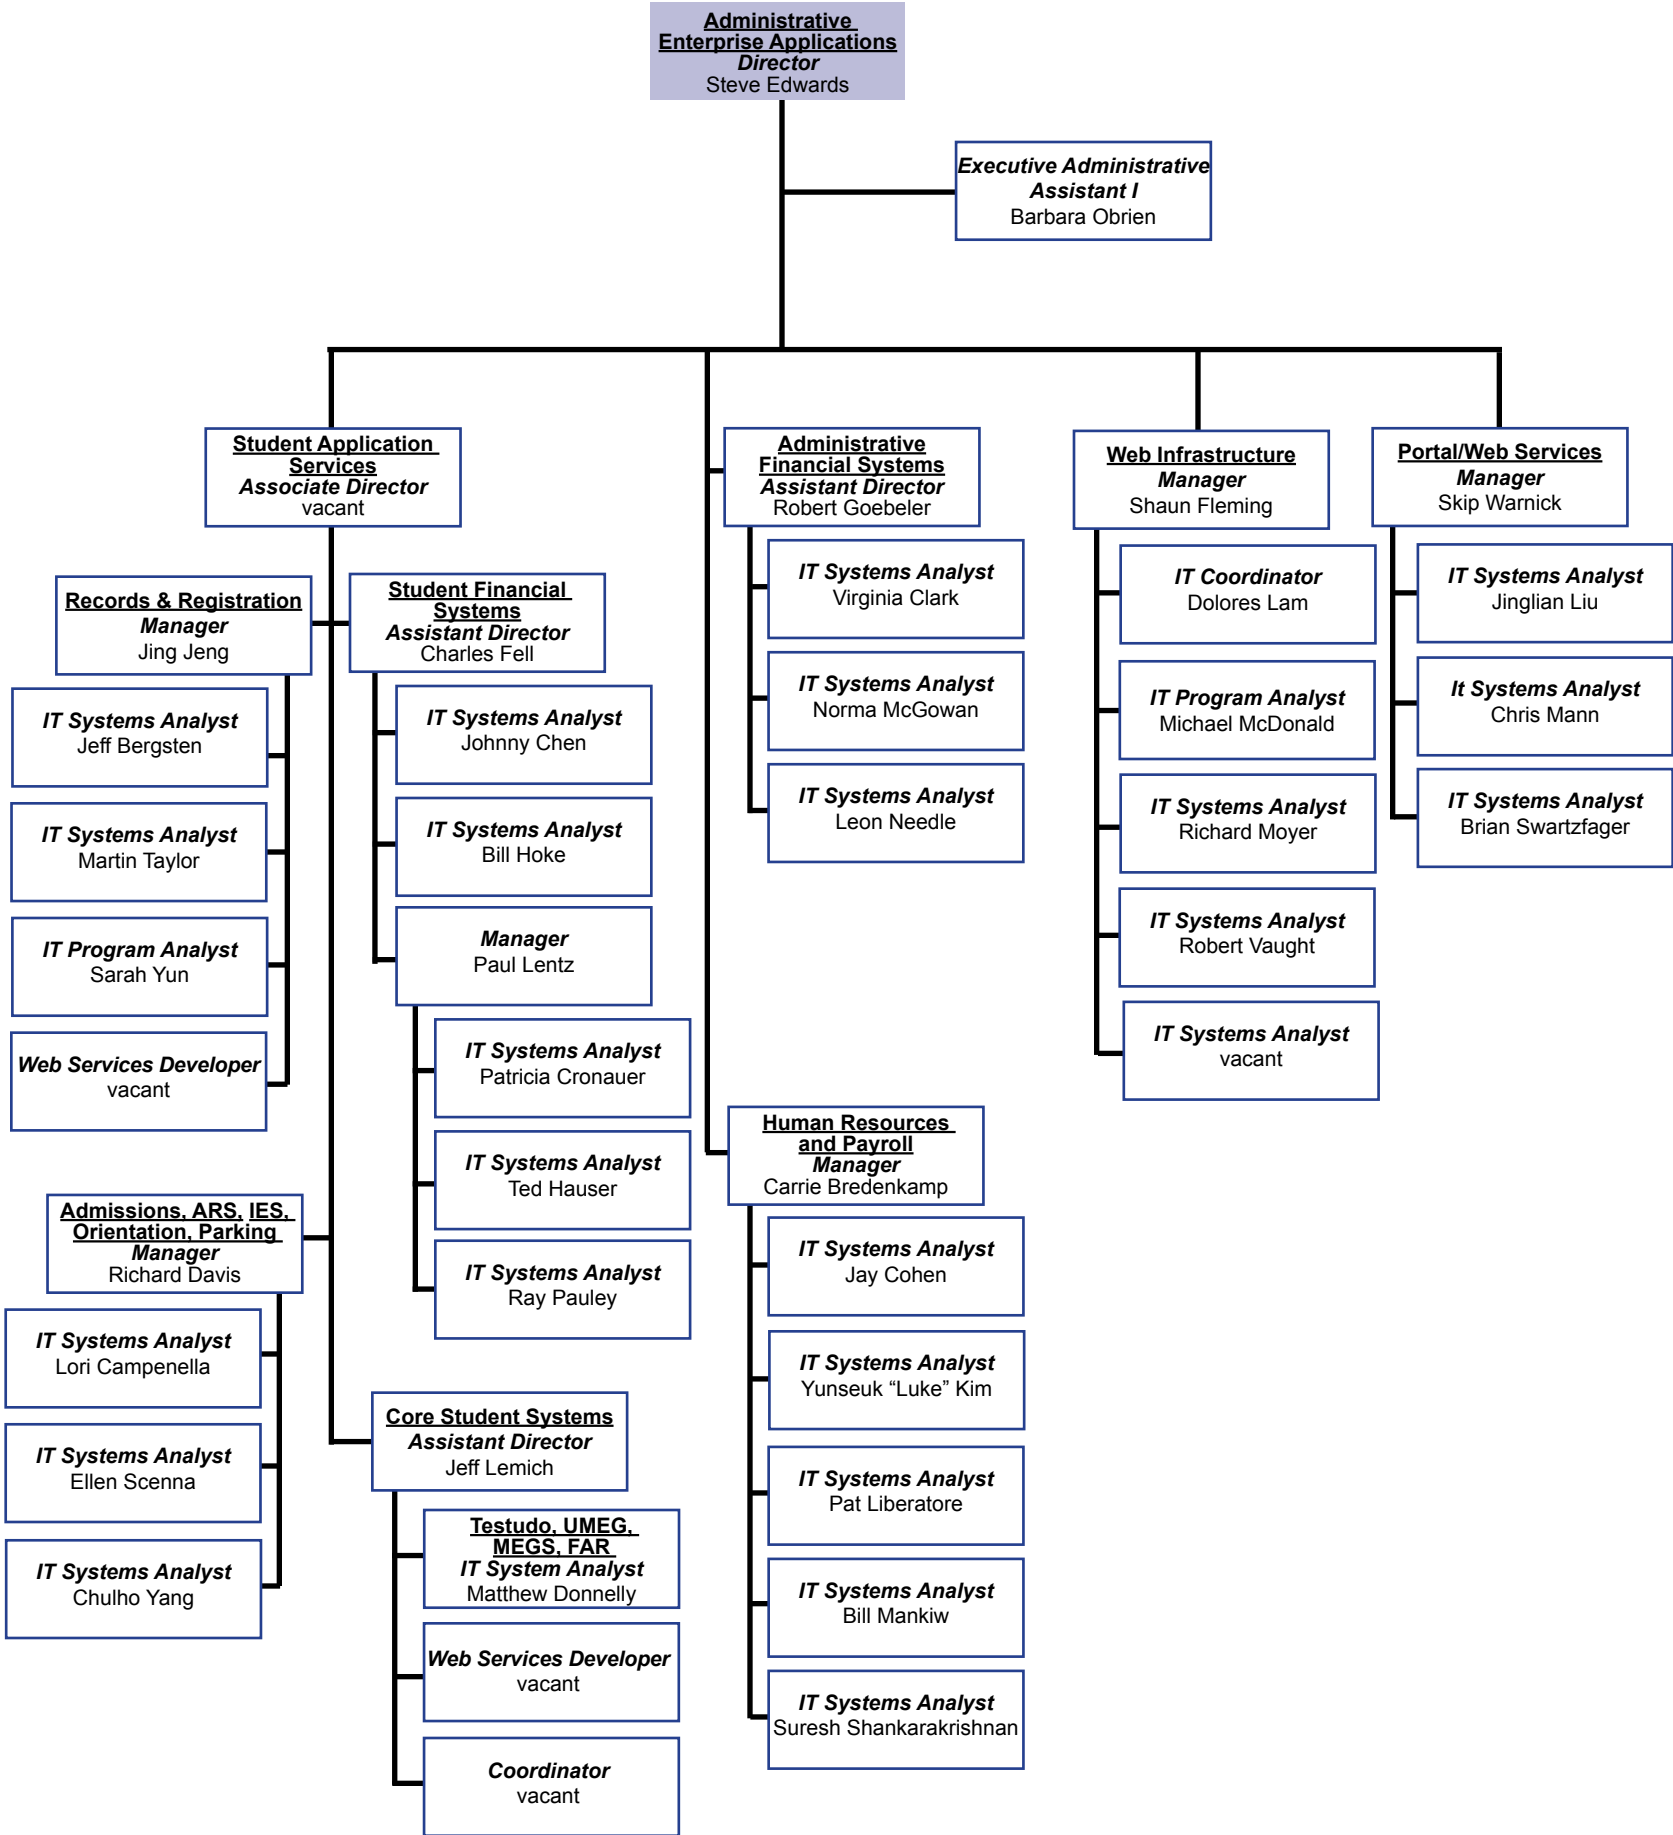 Administrative
Enterprise Applications
Director
Steve Edwards
Executive Administrative
Assistant I
Barbara Obrien
Student Application
Services
Associate Director
vacant
Records & Registration
Manager
Jing Jeng
IT Systems Analyst
Jeff Bergsten
IT Systems Analyst
Martin Taylor
IT Program Analyst
Sarah Yun
Web Services Developer
vacant
Student Financial
Systems
Assistant Director
Charles Fell
IT Systems Analyst
Johnny Chen
IT Systems Analyst
Bill Hoke
Manager
Paul Lentz
IT Systems Analyst
Patricia Cronauer
IT Systems Analyst
Ted Hauser
IT Systems Analyst
Ray Pauley
Admissions, ARS, IES,
Orientation, Parking
Manager
Richard Davis
IT Systems Analyst
Lori Campenella
IT Systems Analyst
Ellen Scenna
IT Systems Analyst
Chulho Yang
Core Student Systems
Assistant Director
Jeff Lemich
Testudo, UMEG,
MEGS, FAR
IT System Analyst
Matthew Donnelly
Web Services Developer
vacant
Coordinator
vacant
Administrative
Financial Systems
Assistant Director
Robert Goebeler
IT Systems Analyst
Virginia Clark
IT Systems Analyst
Norma McGowan
IT Systems Analyst
Leon Needle
Human Resources
and Payroll
Manager
Carrie Bredenkamp
IT Systems Analyst
Jay Cohen
IT Systems Analyst
Yunseuk “Luke” Kim
IT Systems Analyst
Pat Liberatore
IT Systems Analyst
Bill Mankiw
IT Systems Analyst
Suresh Shankarakrishnan
Web Infrastructure
Manager
Shaun Fleming
IT Coordinator
Dolores Lam
IT Program Analyst
Michael McDonald
IT Systems Analyst
Richard Moyer
IT Systems Analyst
Robert Vaught
IT Systems Analyst
vacant
Portal/Web Services
Manager
Skip Warnick
IT Systems Analyst
Jinglian Liu
It Systems Analyst
Chris Mann
IT Systems Analyst
Brian Swartzfager